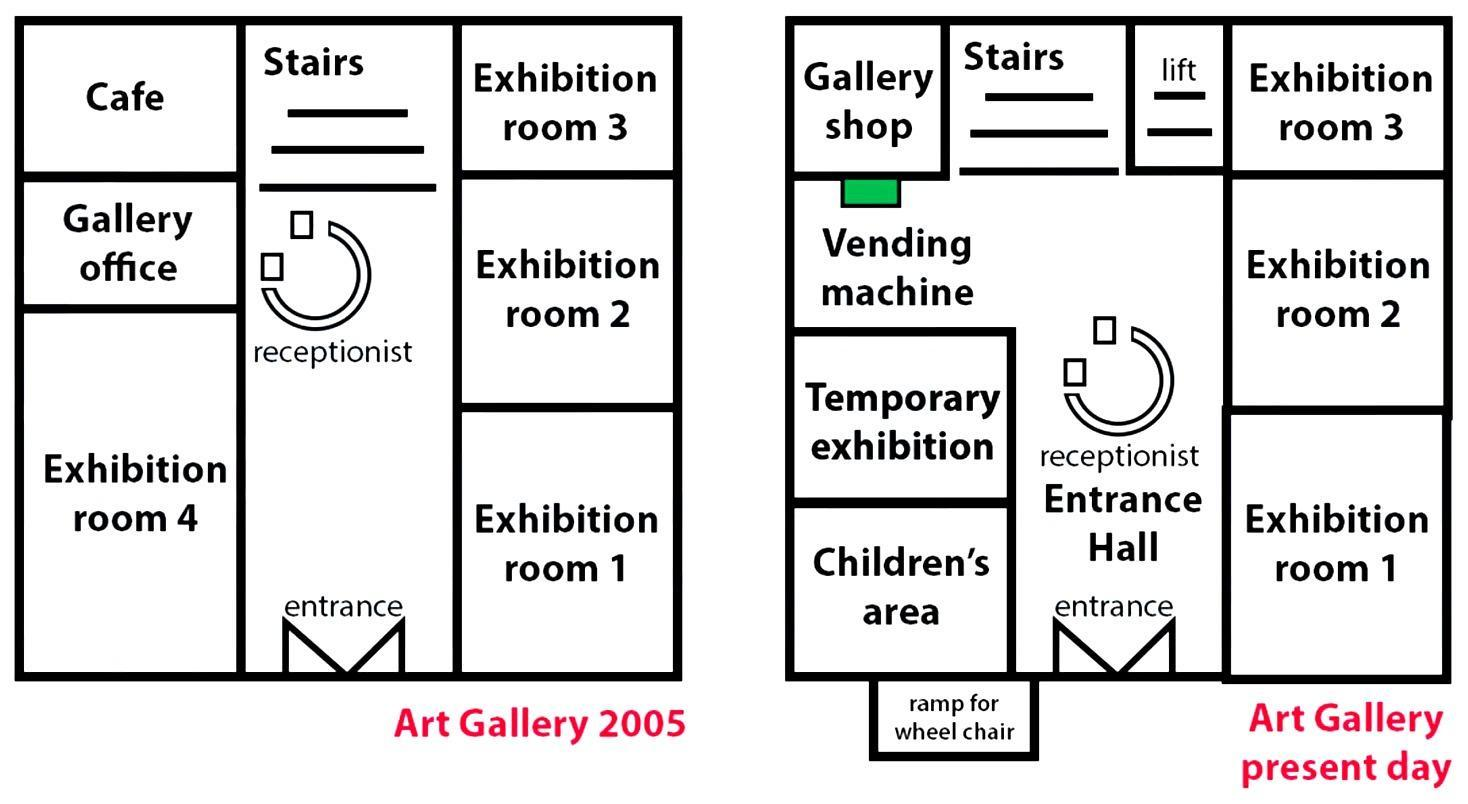 Cafe
Stairs
Exhibition
room 3
Gallery
office
receptionist
Exhibition
room 2
Exhibition
room 4
Exhibition
room 1
entrance
Art Gallery 2005
Gallery
shop
Stairs
lift
Exhibition
room 3
Vending
machine
Exhibition
room 2
Temporary
exhibition
receptionist
Entrance
Hall
Children's
area
entrance
Exhibition
room 1
ramp for
wheel chair
Art Gallery
present day